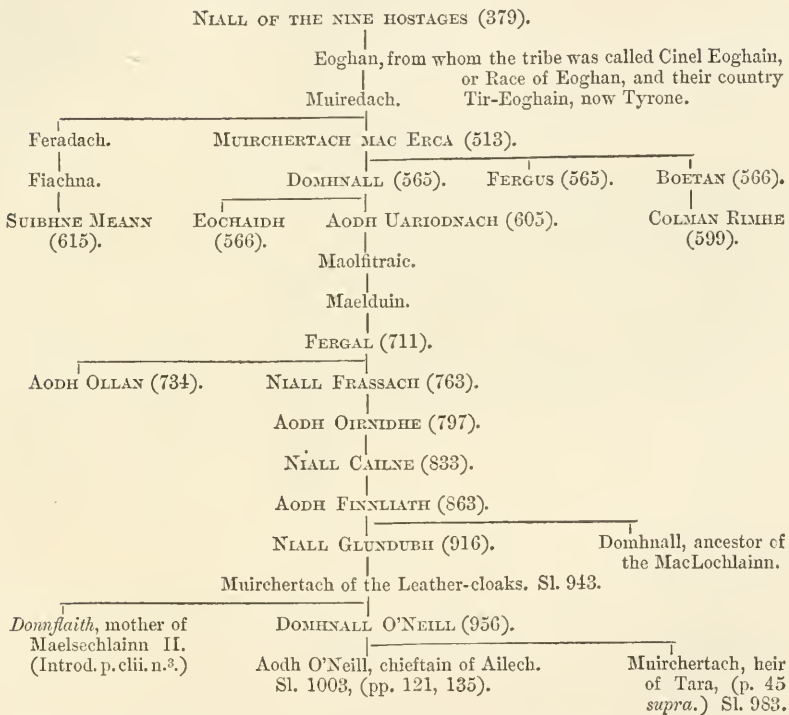 NIALL OF THE NINE HOSTAGES (379).
Eoghan, from whom the tribe was called Cinel Eoghain,
or Race of Eoghan, and their country
Muiredach. Tir-Eoghain, now Tyrone.
Feradach. MUIRCHERTACH MAC ERCA (513).
Fiachna. DOMHNALL (565). FERGUS (565). BOETAN (566).
SUIBHNE MEANN EOCHAIDH AODH UARIODNACH (605). COLMAN RIMHE
(615). (566). (599).
Maolfitraic.
Maelduin.
FERGAL (711).
AODH OLLAN (734). NIALL FRASSACH (763).
AODH OIRNIDHE (797).
NIALL CAILNE (833).
AODH FINNLIATH (863).
NIALL GLUNDUBH (916). Domhnall, ancestor of
the MacLochlainn.
Muirchertach of the Leather-cloaks. Sl. 943.
Donnflaith, mother of DOMHNALL O'NEILL (956).
Maelsechlainn II.
(Introd. p. clii. n.³.) Aodh O'Neill, chieftain of Ailech. Muirchertach, heir
Sl. 1003, (pp. 121, 135). of Tara, (p. 45
supra.) Sl. 983.